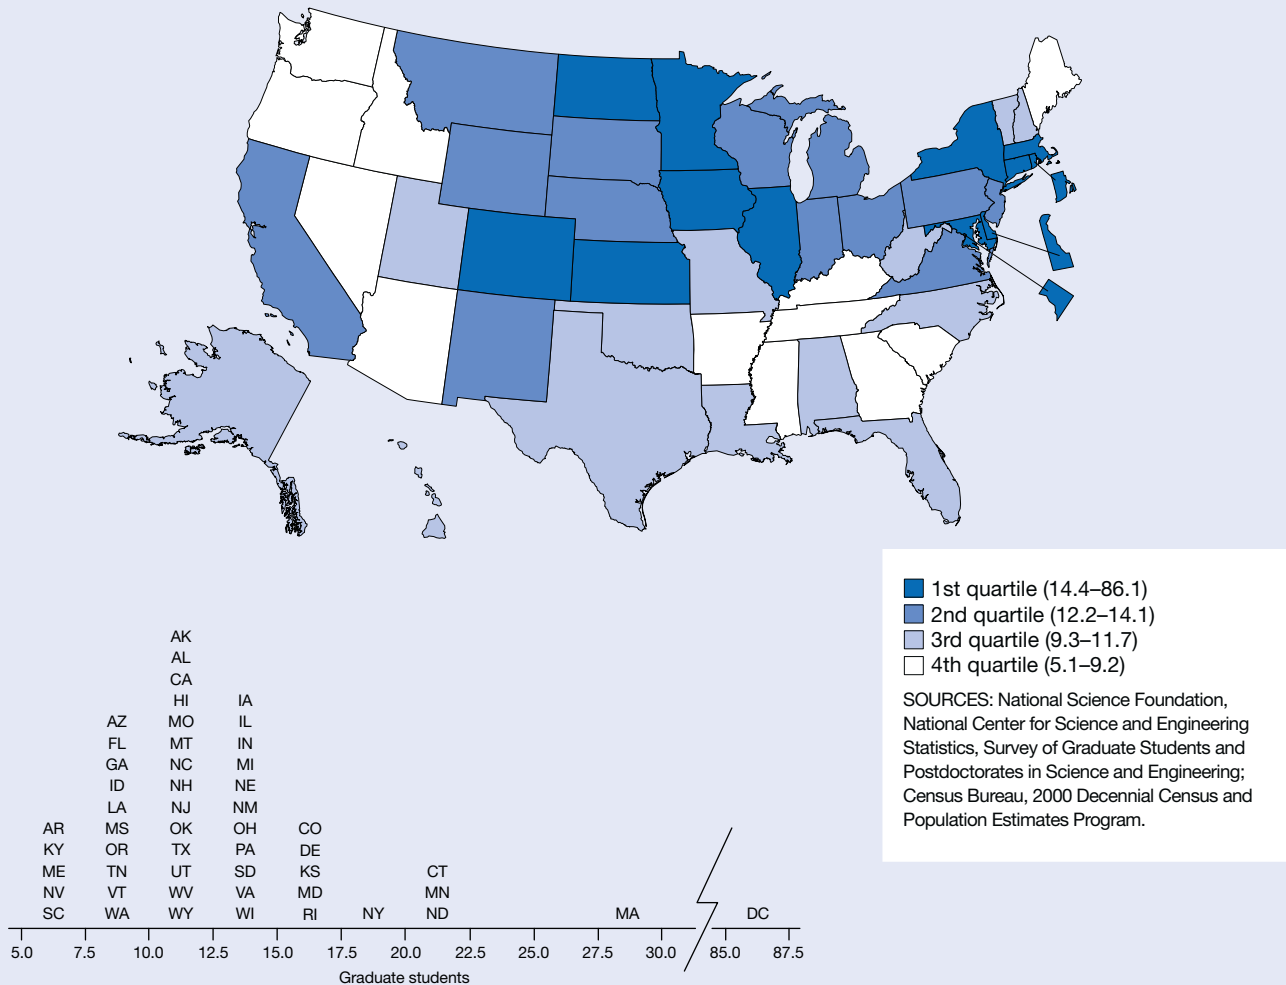 1st quartile (14.4–86.1)
2nd quartile (12.2–14.1)
3rd quartile (9.3–11.7)
4th quartile (5.1–9.2)
SOURCES: National Science Foundation,
National Center for Science and Engineering
Statistics, Survey of Graduate Students and
Postdoctorates in Science and Engineering;
Census Bureau, 2000 Decennial Census and
Population Estimates Program.
AK
AL
CA
HI IA
AZ MO IL
FL MT IN
GA NC MI
ID NH NE
LA NJ NM
AR MS OK OH CO
KY OR TX PA DE
ME TN UT SD KS CT
NV VT WV VA MD MN
SC WA WY WI RI NY ND MA DC
5.0 7.5 10.0 12.5 15.0 17.5 20.0 22.5 25.0 27.5 30.0 85.0 87.5
Graduate students